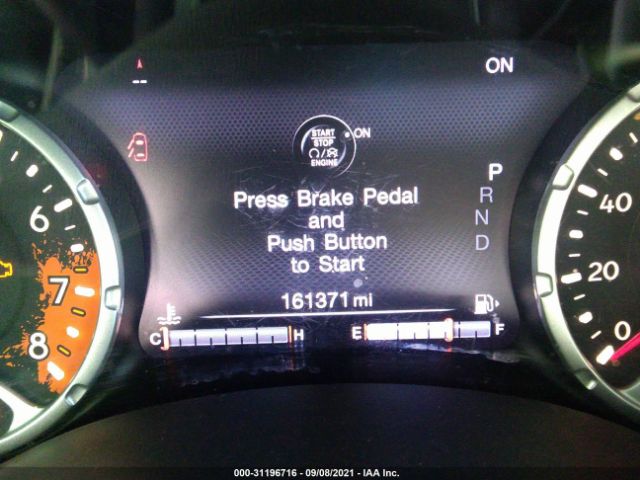 ON
START
STOP
ON
ENGINE
Press Brake Pedal
and
Push Button
to Start
P
R
N
D
161371 mi
C H
E F
6
7
8
40
20
0
000-31196716 | 09/08/2021 | IAA Inc.